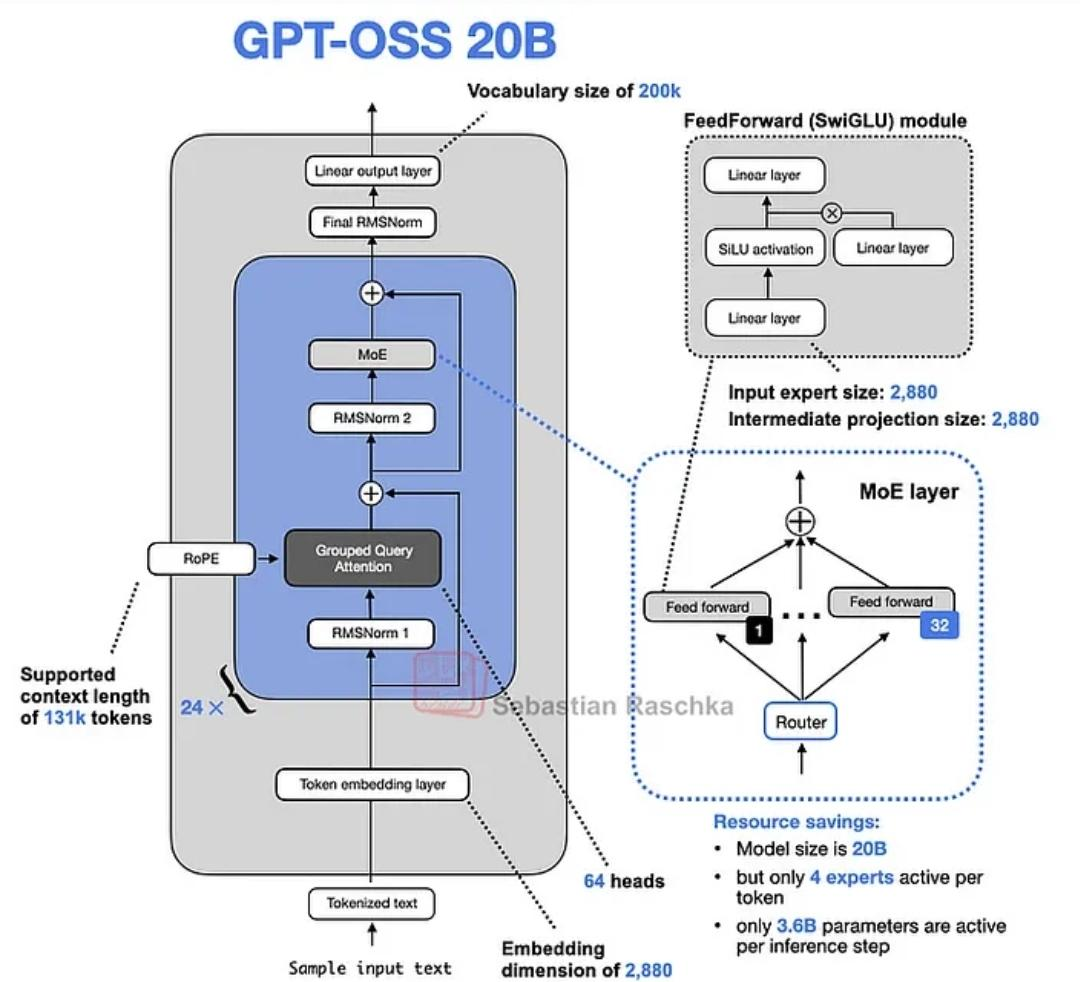 GPT-OSS 20B
Vocabulary size of 200k
Linear output layer
Final RMSNorm
MoE
RMSNorm 2
RoPE
Grouped Query
Attention
RMSNorm 1
Supported
context length
of 131k tokens
24 ×
Token embedding layer
Tokenized text
Sample input text
64 heads
Embedding
dimension of 2,880
FeedForward (SwiGLU) module
Linear layer
SiLU activation
Linear layer
Linear layer
Input expert size: 2,880
Intermediate projection size: 2,880
MoE layer
Feed forward
1
Feed forward
32
Router
Sebastian Raschka
Resource savings:
• Model size is 20B
• but only 4 experts active per
token
• only 3.6B parameters are active
per inference step